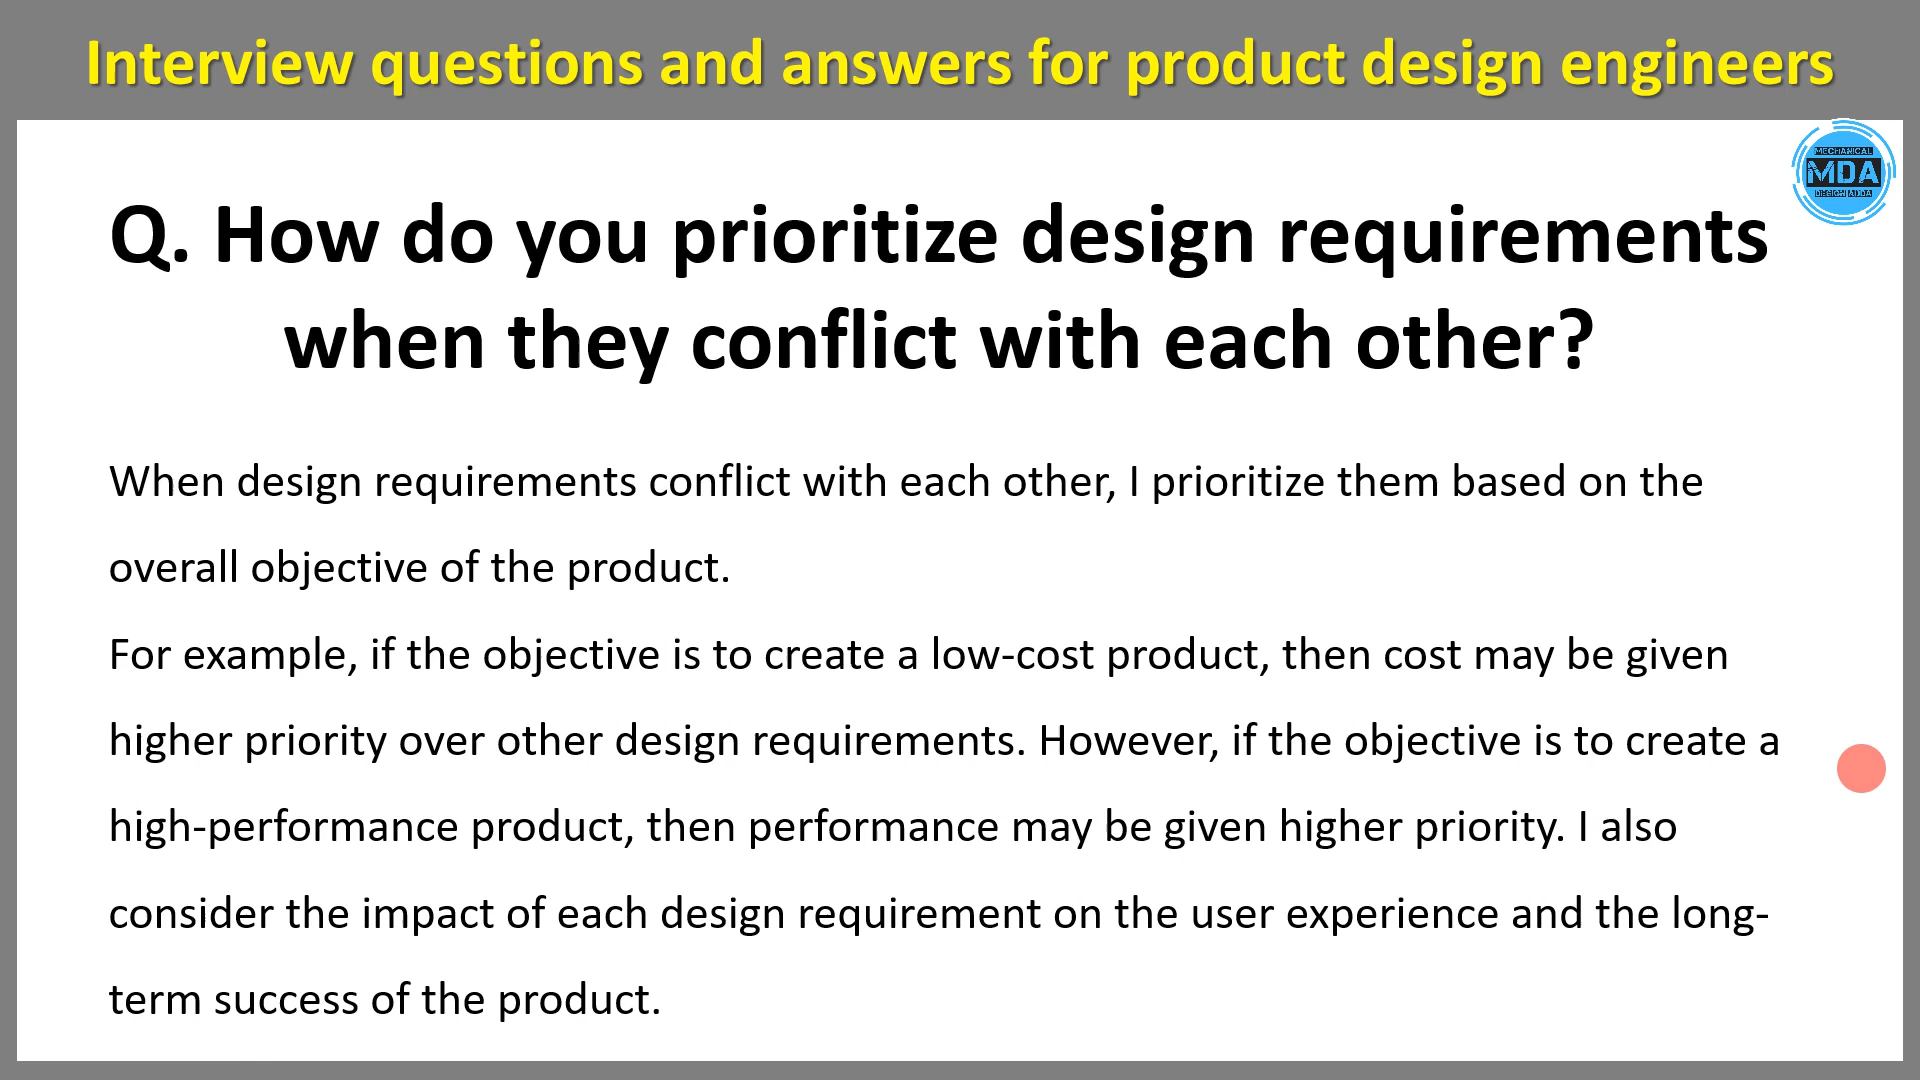 Interview questions and answers for product design engineers
MECHANICAL
MDA
DESIGN ADDA
Q. How do you prioritize design requirements
when they conflict with each other?
When design requirements conflict with each other, I prioritize them based on the
overall objective of the product.
For example, if the objective is to create a low-cost product, then cost may be given
higher priority over other design requirements. However, if the objective is to create a
high-performance product, then performance may be given higher priority. I also
consider the impact of each design requirement on the user experience and the long-
term success of the product.